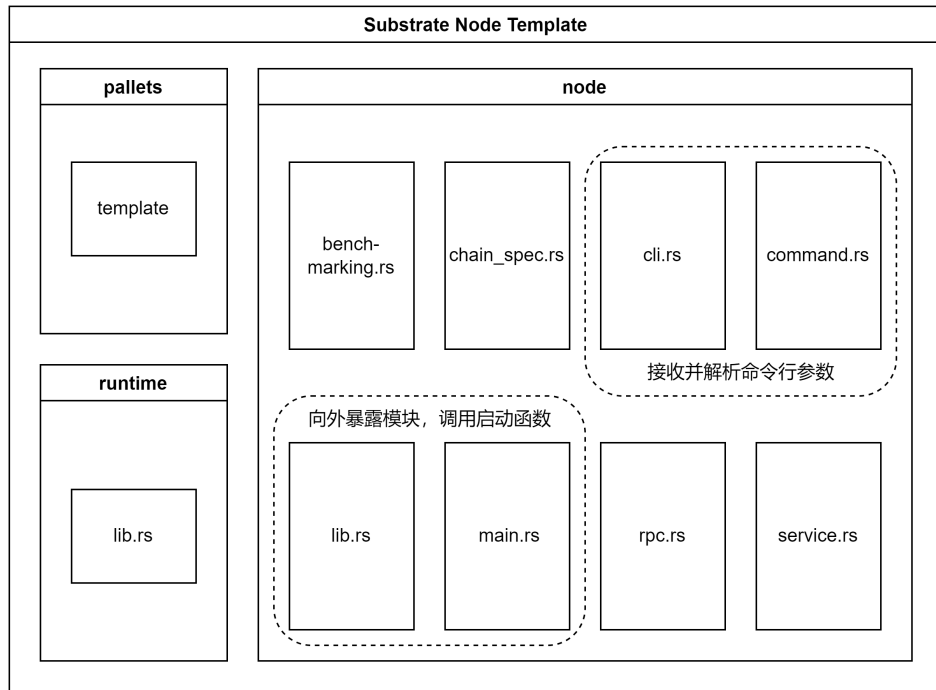 Substrate Node Template
pallets
template
runtime
lib.rs
node
bench-
marking.rs
chain_spec.rs
cli.rs
command.rs
接收并解析命令行参数
向外暴露模块，调用启动函数
lib.rs
main.rs
rpc.rs
service.rs